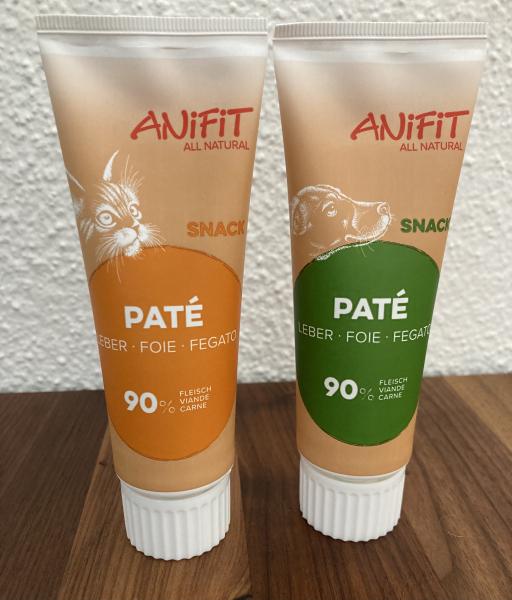 ANiFiT
ALL NATURAL
SNACK
PATÉ
LEBER · FOIE · FEGATO
90% FLEISCH
VIANDE
CARNE
ANiFiT
ALL NATURAL
SNACK
PATÉ
LEBER · FOIE · FEGATO
90% FLEISCH
VIANDE
CARNE